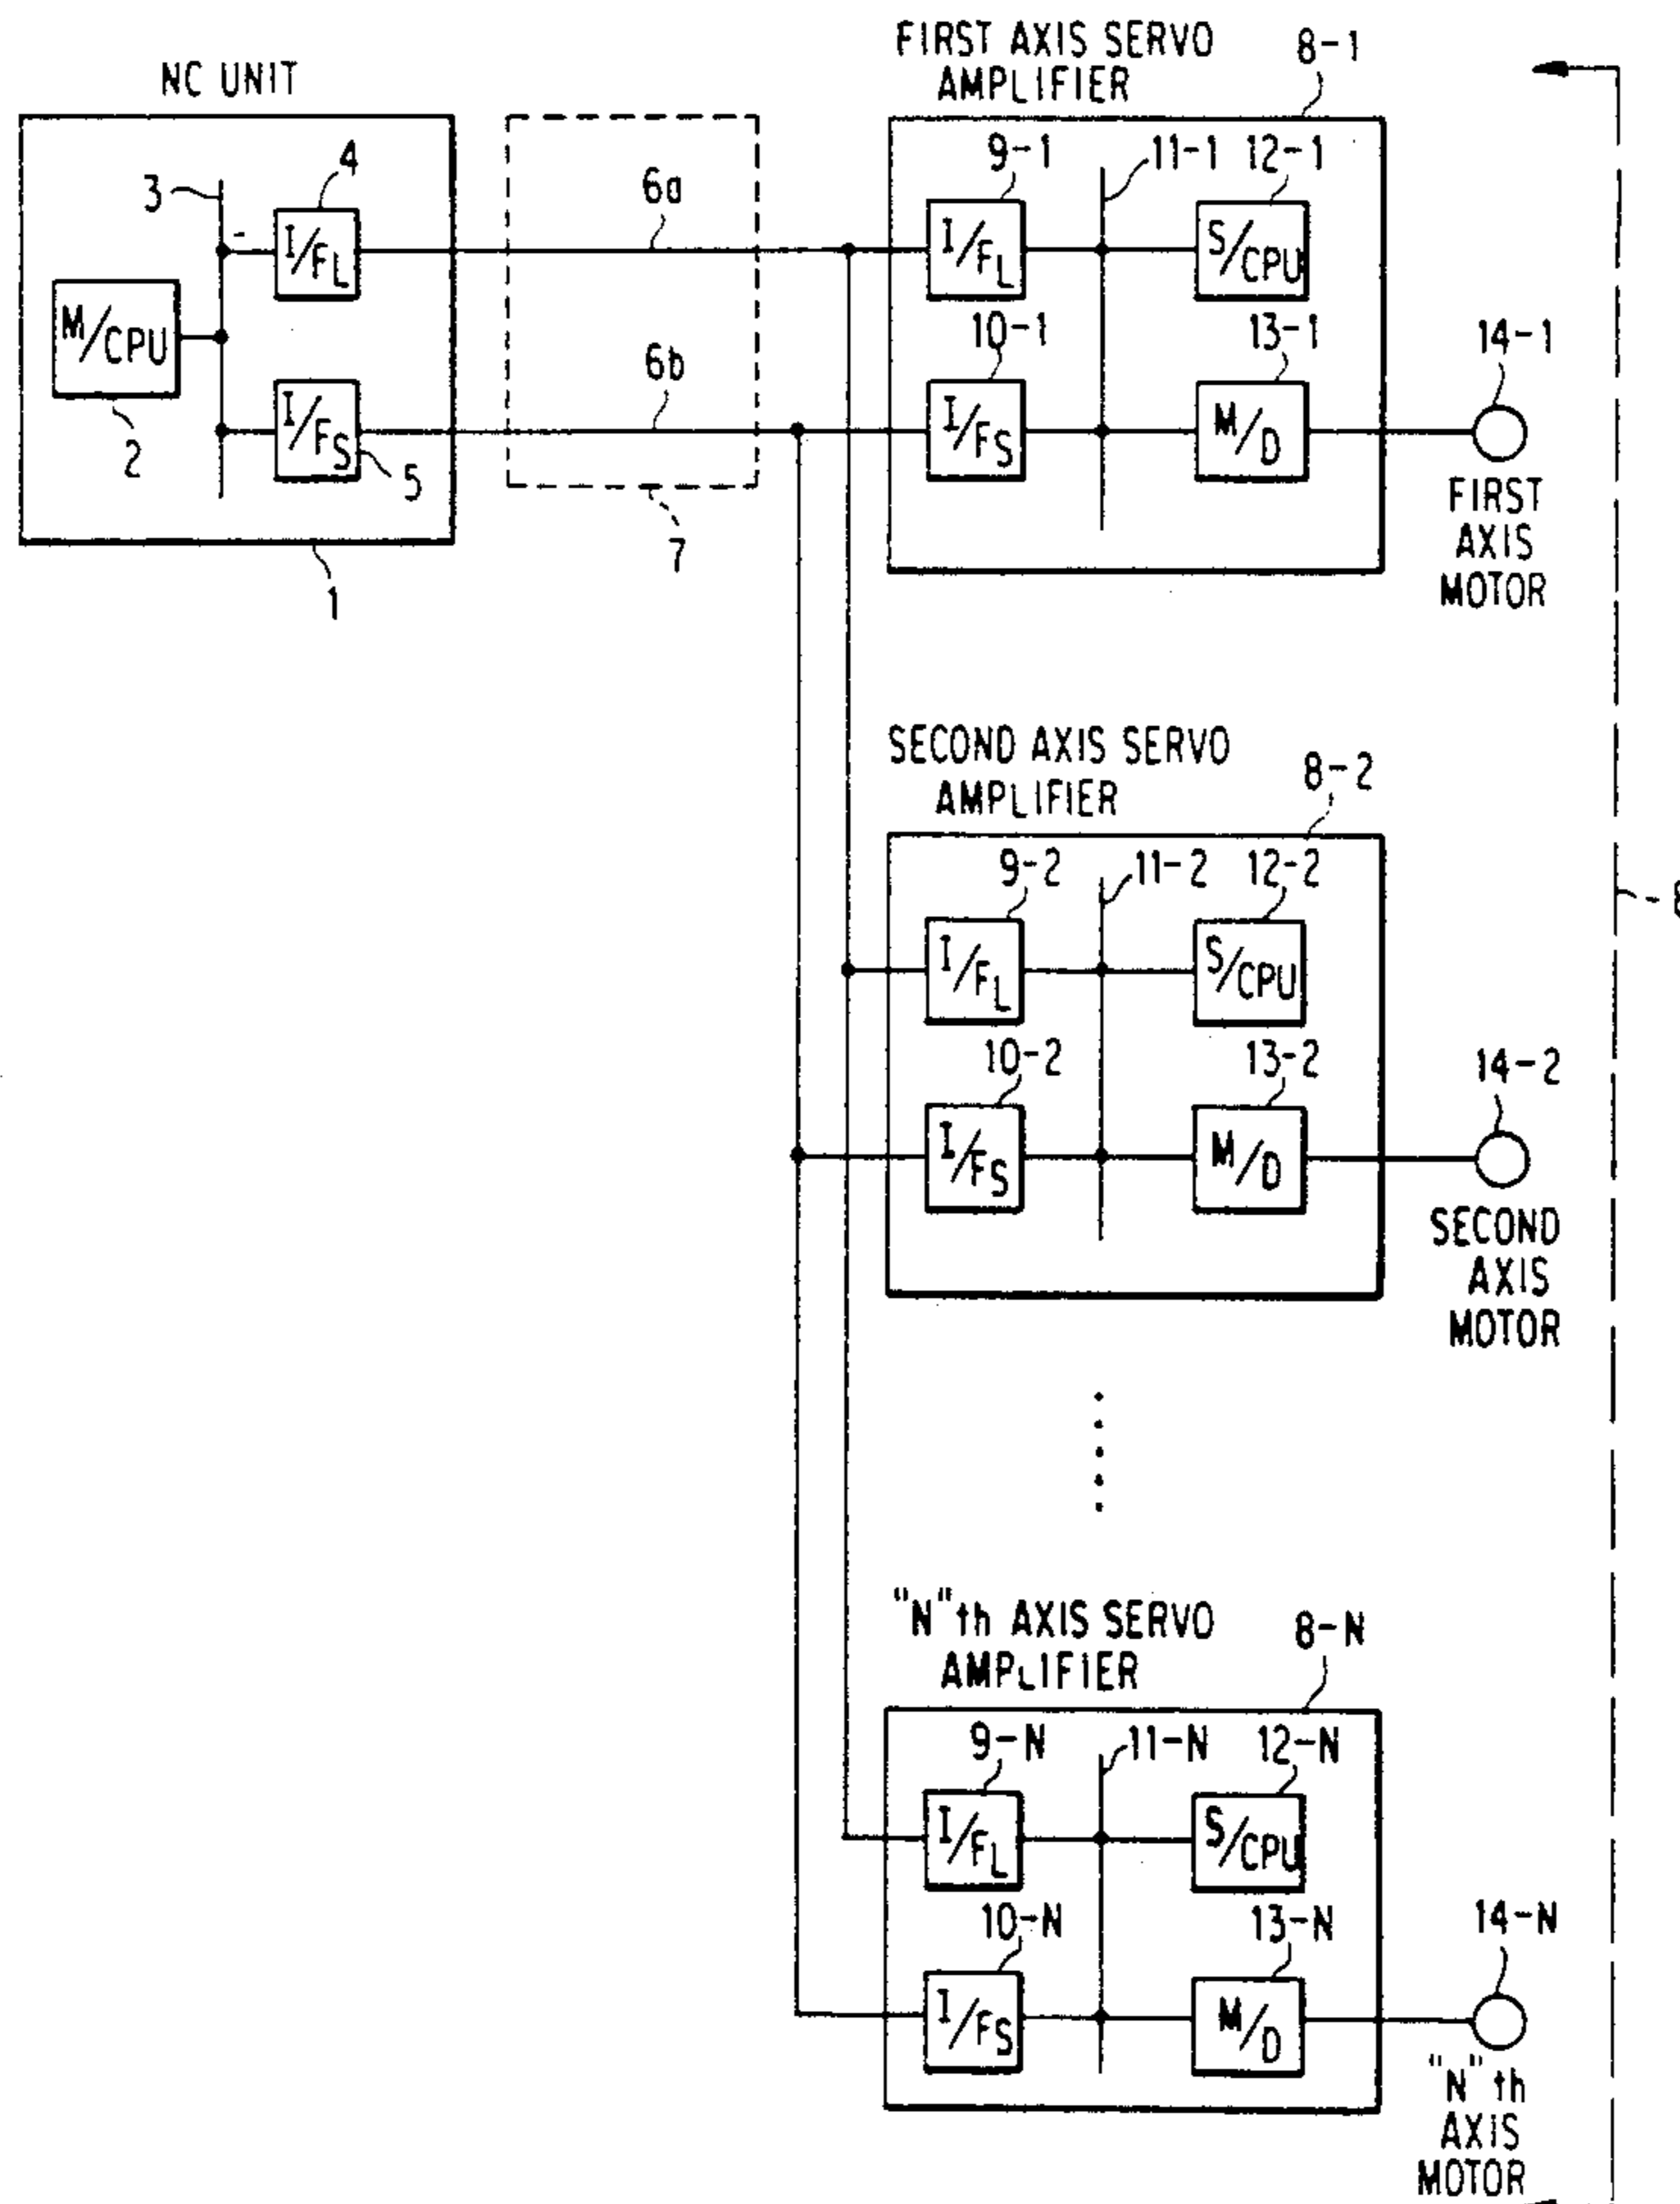 NC UNIT
3
4
I/FL
M/CPU
2
I/FS
5
1
6a
6b
7
FIRST AXIS SERVO
AMPLIFIER
8-1
9-1
11-1
12-1
I/FL
S/CPU
10-1
13-1
I/FS
M/D
14-1
FIRST
AXIS
MOTOR
SECOND AXIS SERVO
AMPLIFIER
8-2
9-2
11-2
12-2
I/FL
S/CPU
10-2
13-2
I/FS
M/D
14-2
SECOND
AXIS
MOTOR
"N"th AXIS SERVO
AMPLIFIER
8-N
9-N
11-N
12-N
I/FL
S/CPU
10-N
13-N
I/FS
M/D
14-N
"N"th
AXIS
MOTOR